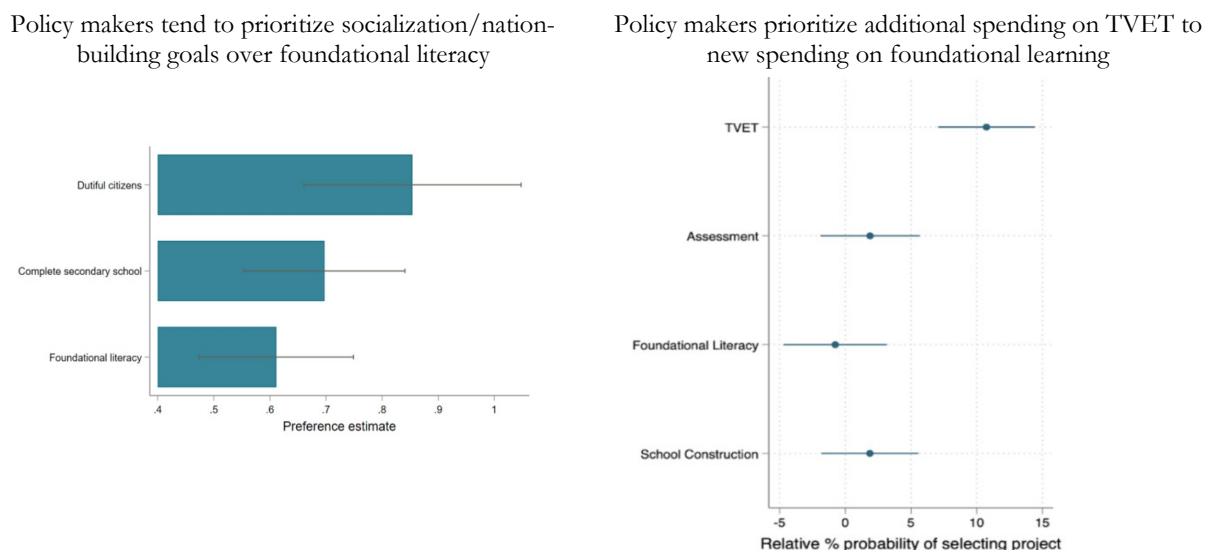 Policy makers tend to prioritize socialization/nation-
building goals over foundational literacy
Dutiful citizens
Complete secondary school
Foundational literacy
.4 .5 .6 .7 .8 .9 1
Preference estimate
Policy makers prioritize additional spending on TVET to
new spending on foundational learning
TVET
Assessment
Foundational Literacy
School Construction
-5 0 5 10 15
Relative % probability of selecting project